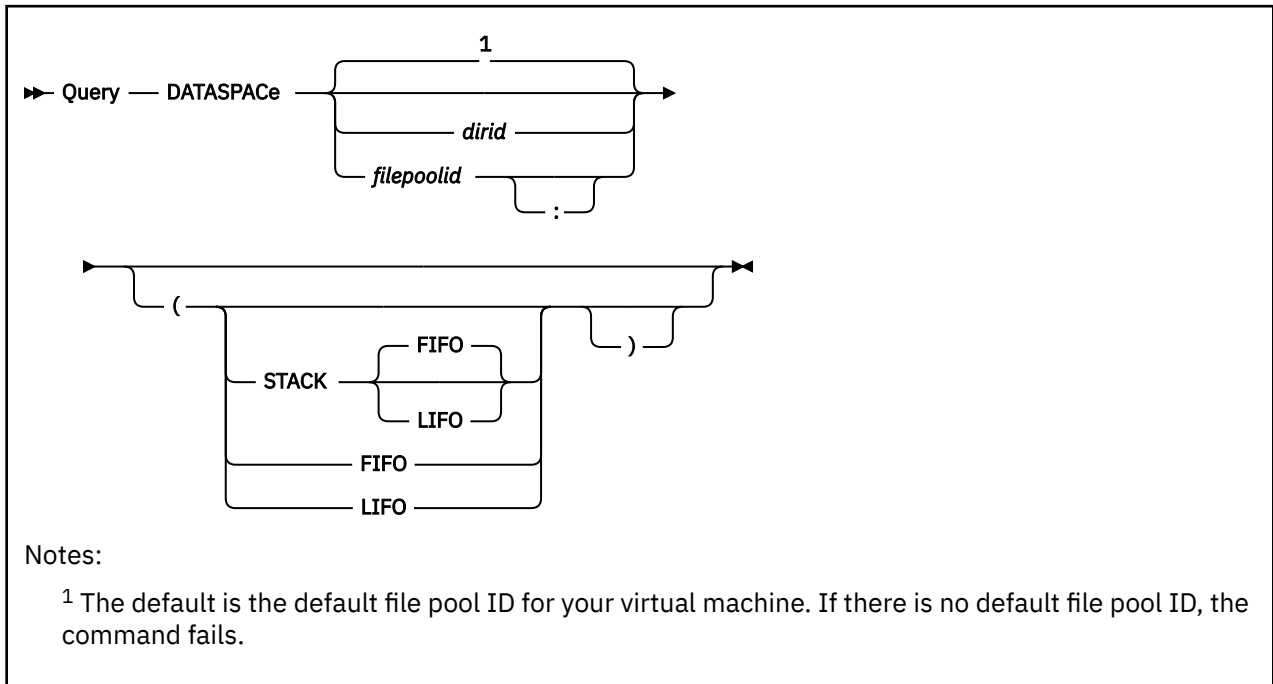 1
Query DATASPACe
dirid
filepoolid
:
(
FIFO
)
STACK
LIFO
FIFO
LIFO
Notes:
1 The default is the default file pool ID for your virtual machine. If there is no default file pool ID, the
command fails.